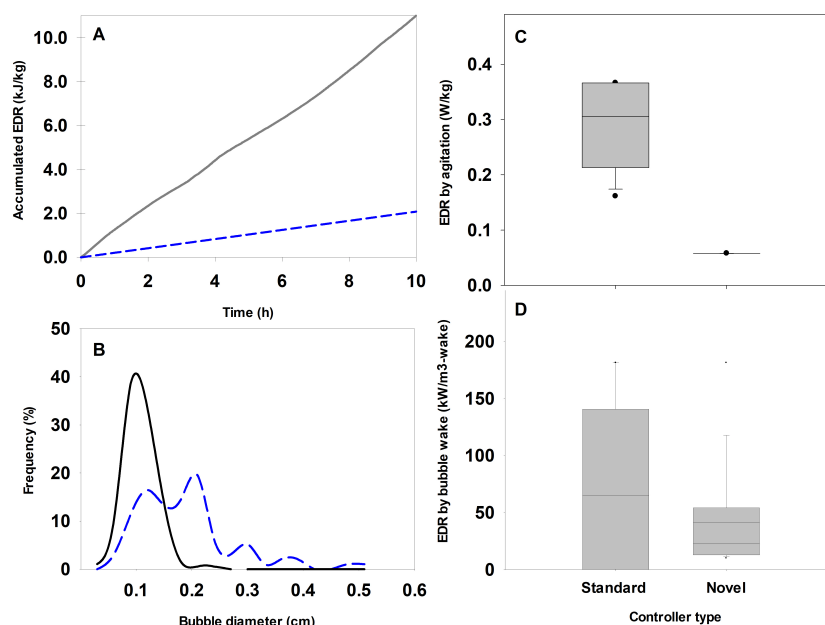 A
Accumulated EDR (kJ/kg)
10.0
8.0
6.0
4.0
2.0
0.0
0 2 4 6 8 10
Time (h)
B
Frequency (%)
50
40
30
20
10
0
0.1 0.2 0.3 0.4 0.5 0.6
Bubble diameter (cm)
C
EDR by agitation (W/kg)
0.4
0.3
0.2
0.1
0.0
D
EDR by bubble wake (kW/m3-wake)
200
150
100
50
0
Standard Novel
Controller type